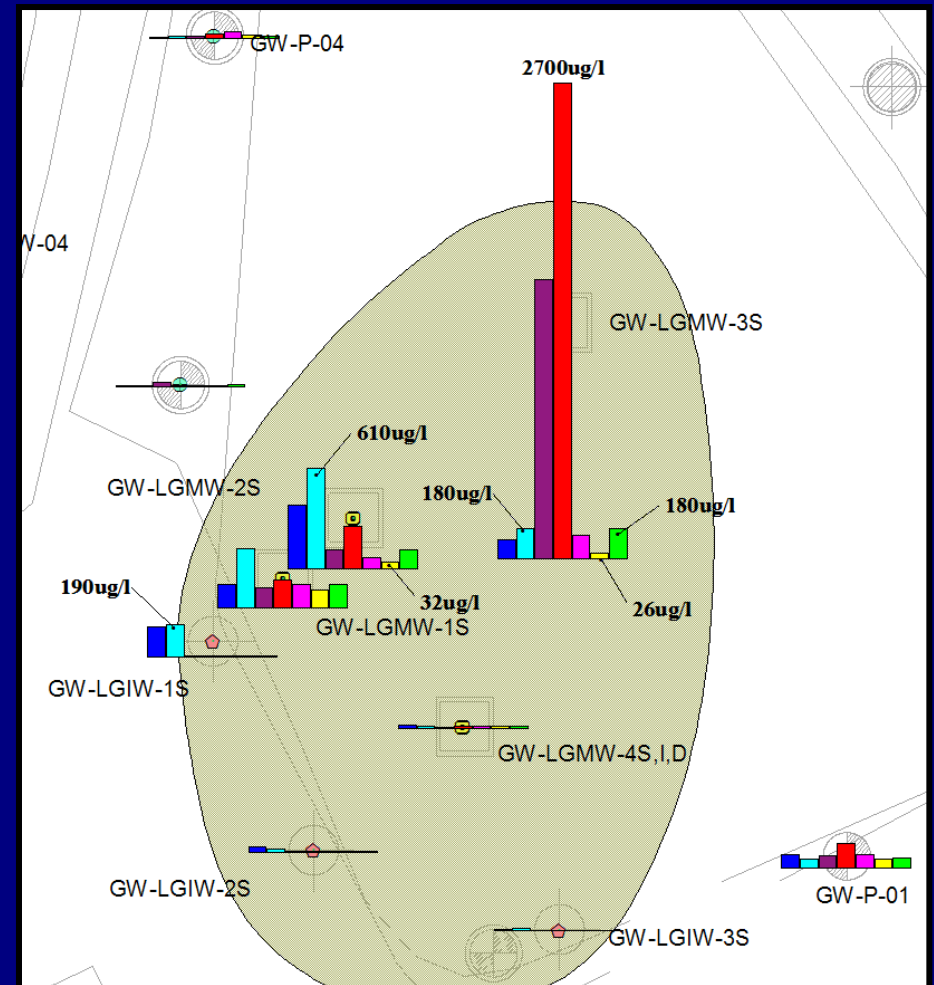 GW-P-04
2700ug/l
W-04
GW-LGMW-3S
610ug/l
GW-LGMW-2S
180ug/l
180ug/l
190ug/l
32ug/l
26ug/l
GW-LGMW-1S
GW-LGIW-1S
GW-LGMW-4S,I,D
GW-LGIW-2S
GW-P-01
GW-LGIW-3S